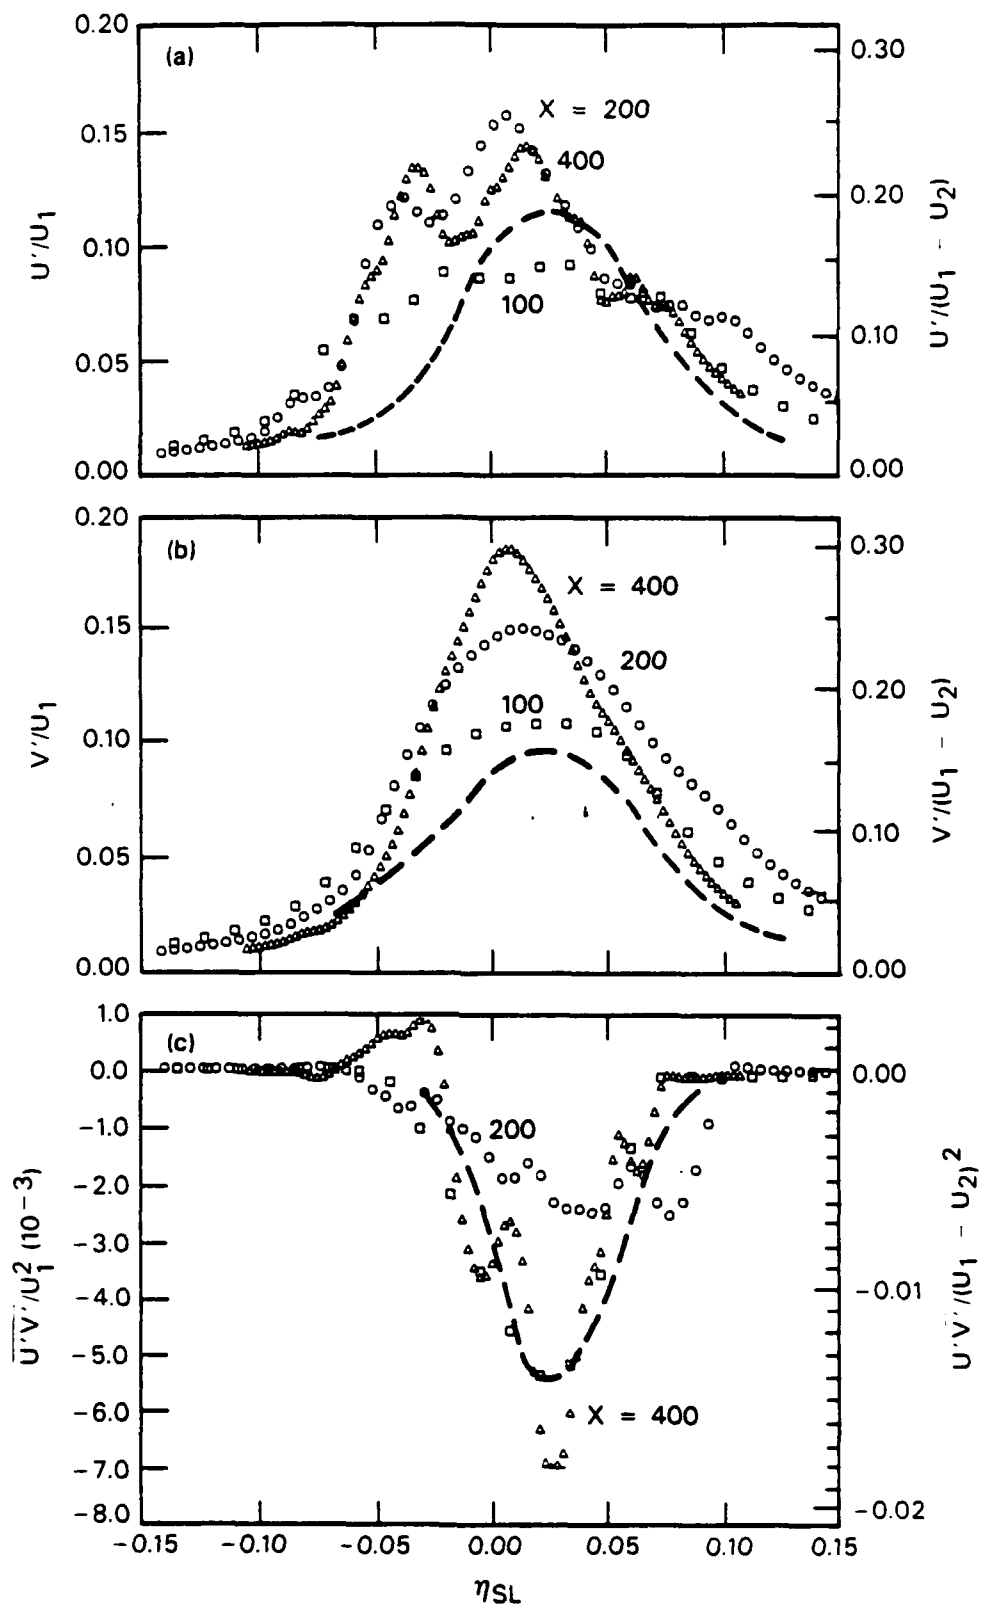 0.20
(a)
0.30
X = 200
0.15
400
0.20
U'/U1
U'/(U1 - U2)
0.10
100
0.10
0.05
0.00
0.00
0.20
(b)
0.30
X = 400
0.15
200
0.20
100
V'/U1
V'/(U1 - U2)
0.10
0.10
0.05
0.00
0.00
1.0
(c)
0.0
0.00
-1.0
200
-2.0
U'V'/U1^2 (10^-3)
U'V'/(U1 - U2)^2
-3.0
-4.0
-0.01
-5.0
-6.0
X = 400
-7.0
-8.0
-0.02
-0.15 -0.10 -0.05 0.00 0.05 0.10 0.15
ηSL